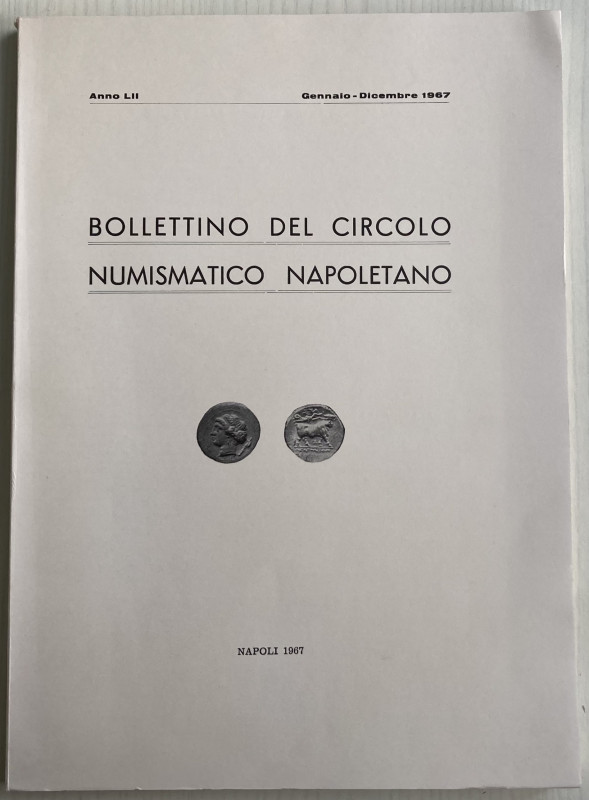 Anno LII Gennaio - Dicembre 1967
BOLLETTINO DEL CIRCOLO
NUMISMATICO NAPOLETANO
NAPOLI 1967